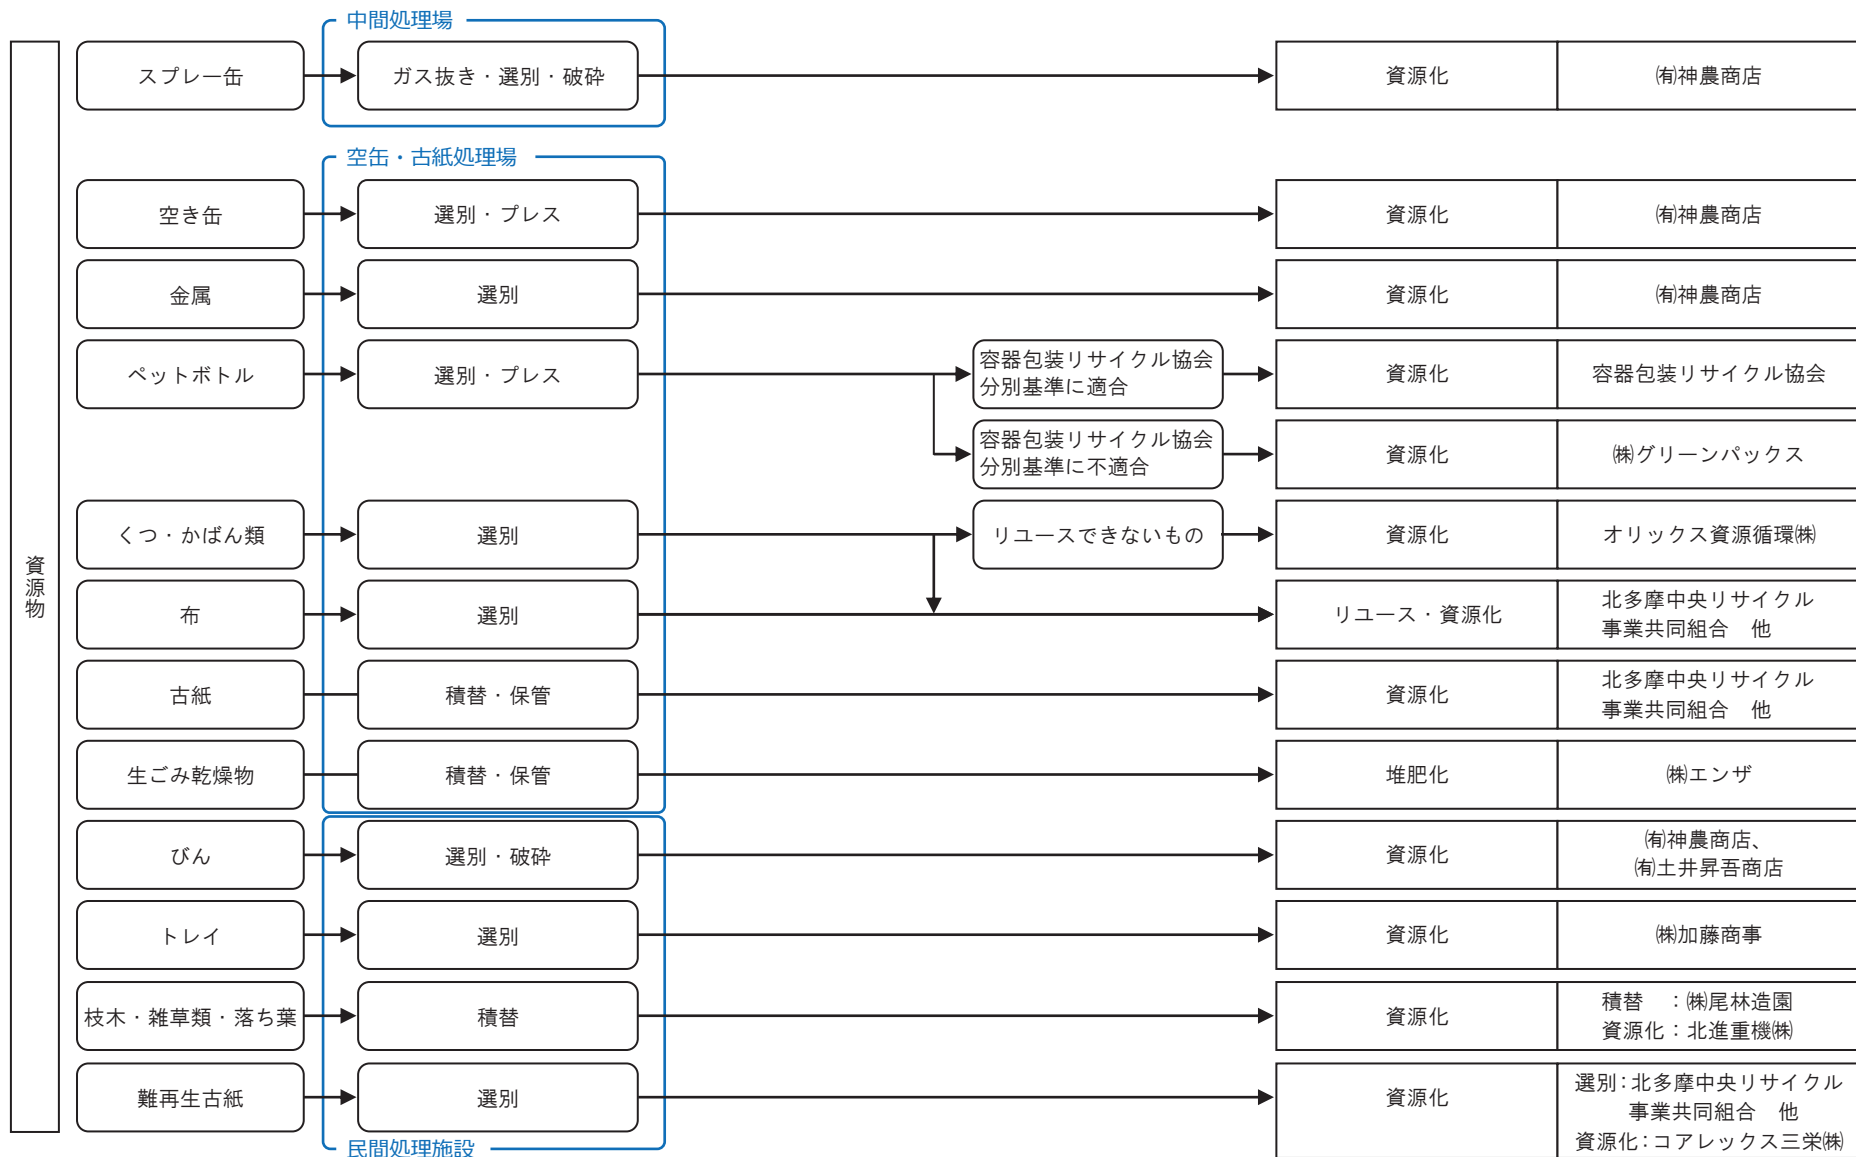 中間処理場
スプレー缶
ガス抜き・選別・破砕
資源化
㈲神農商店
空缶・古紙処理場
空き缶
選別・プレス
資源化
㈲神農商店
金属
選別
資源化
㈲神農商店
ペットボトル
選別・プレス
容器包装リサイクル協会
分別基準に適合
資源化
容器包装リサイクル協会
容器包装リサイクル協会
分別基準に不適合
資源化
㈱グリーンパックス
くつ・かばん類
選別
リユースできないもの
資源化
オリックス資源循環㈱
資源物
布
選別
リユース・資源化
北多摩中央リサイクル
事業共同組合　他
古紙
積替・保管
資源化
北多摩中央リサイクル
事業共同組合　他
生ごみ乾燥物
積替・保管
堆肥化
㈱エンザ
びん
選別・破砕
資源化
㈲神農商店、
㈲土井昇吾商店
トレイ
選別
資源化
㈱加藤商事
枝木・雑草類・落ち葉
積替
資源化
積替　：㈱尾林造園
資源化：北進重機㈱
難再生古紙
選別
資源化
選別：北多摩中央リサイクル
事業共同組合　他
資源化：コアレックス三栄㈱
民間処理施設